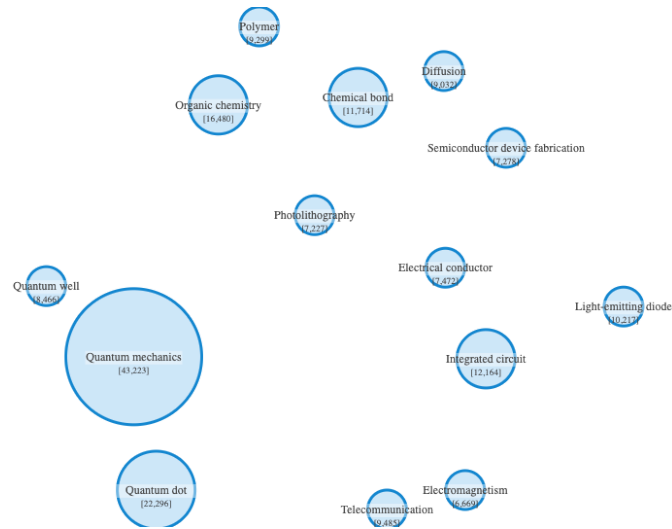 Polymer
[9,299]
Diffusion
[9,032]
Organic chemistry
[16,480]
Chemical bond
[11,714]
Semiconductor device fabrication
[7,278]
Photolithography
[7,227]
Electrical conductor
[7,472]
Quantum well
[8,466]
Light-emitting diode
[10,217]
Quantum mechanics
[43,223]
Integrated circuit
[12,164]
Quantum dot
[22,296]
Electromagnetism
[6,669]
Telecommunication
[9,485]